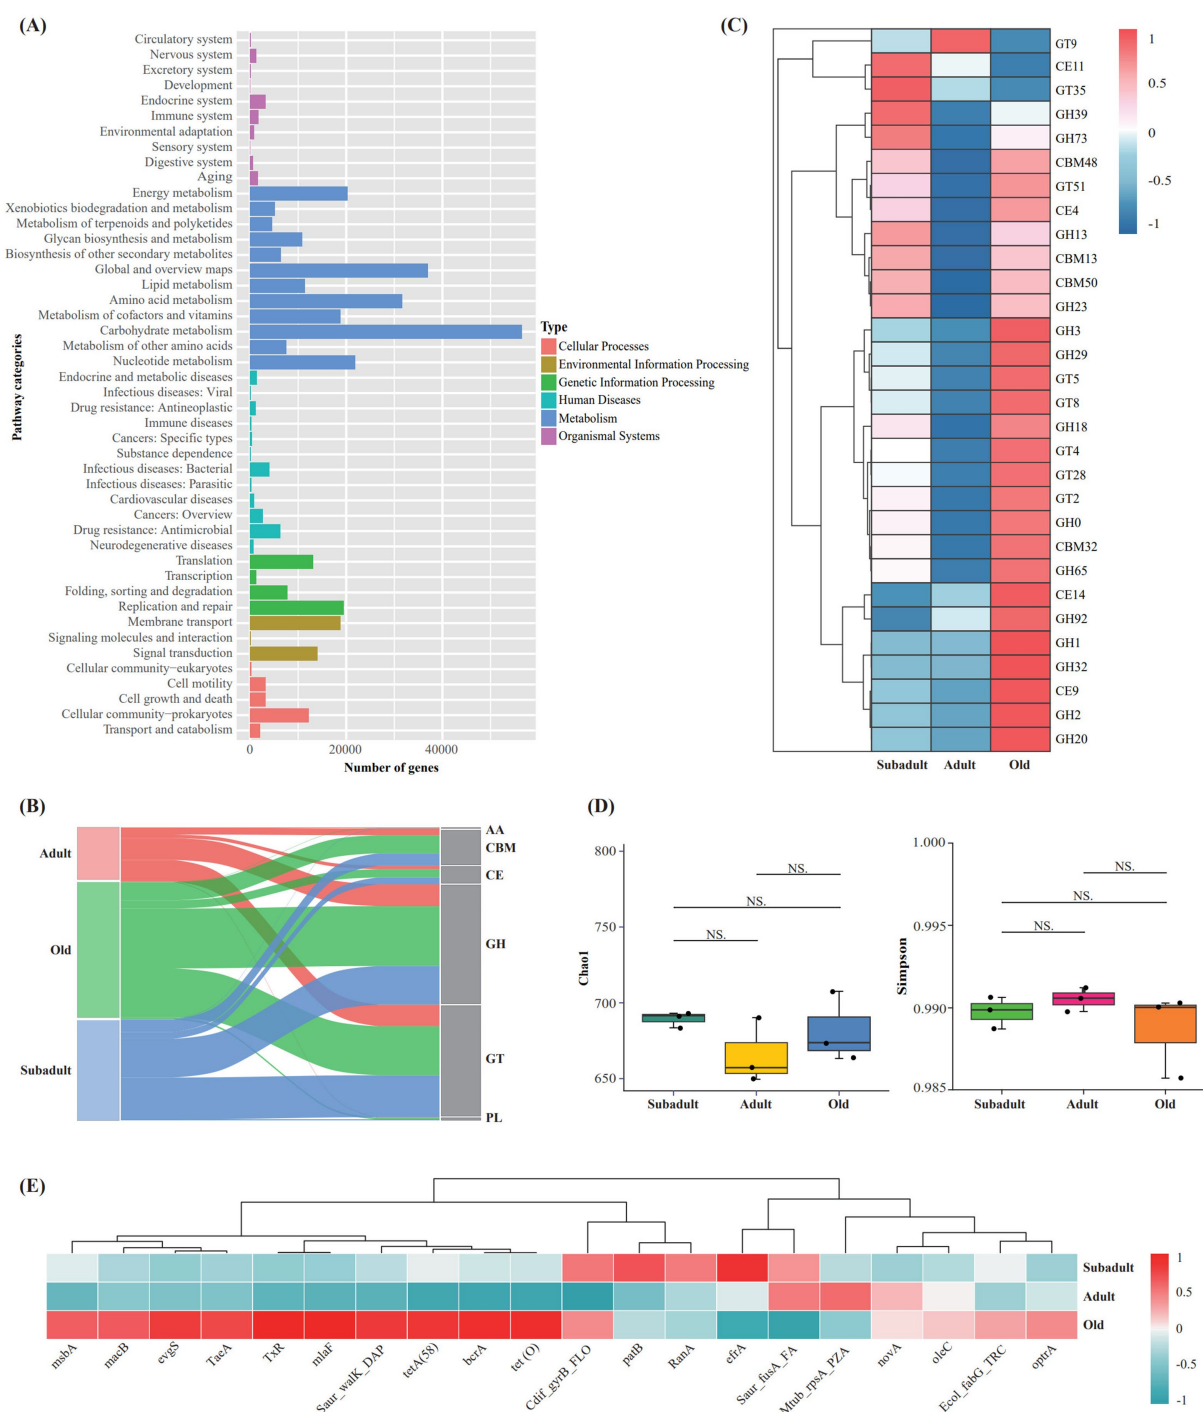 (A)
Circulatory system
Nervous system
Excretory system
Development
Endocrine system
Immune system
Environmental adaptation
Sensory system
Digestive system
Aging
Energy metabolism
Xenobiotics biodegradation and metabolism
Metabolism of terpenoids and polyketides
Glycan biosynthesis and metabolism
Biosynthesis of other secondary metabolites
Global and overview maps
Lipid metabolism
Amino acid metabolism
Metabolism of cofactors and vitamins
Carbohydrate metabolism
Metabolism of other amino acids
Nucleotide metabolism
Endocrine and metabolic diseases
Infectious diseases: Viral
Drug resistance: Antineoplastic
Immune diseases
Cancers: Specific types
Substance dependence
Infectious diseases: Bacterial
Infectious diseases: Parasitic
Cardiovascular diseases
Cancers: Overview
Drug resistance: Antimicrobial
Neurodegenerative diseases
Translation
Transcription
Folding, sorting and degradation
Replication and repair
Membrane transport
Signaling molecules and interaction
Signal transduction
Cellular community−eukaryotes
Cell motility
Cell growth and death
Cellular community−prokaryotes
Transport and catabolism
Pathway categories
0 20000 40000
Number of genes
Type
Cellular Processes
Environmental Information Processing
Genetic Information Processing
Human Diseases
Metabolism
Organismal Systems
(C)
GT9
CE11
GT35
GH39
GH73
CBM48
GT51
CE4
GH13
CBM13
CBM50
GH23
GH3
GH29
GT5
GT8
GH18
GT4
GT28
GT2
GH0
CBM32
GH65
CE14
GH92
GH1
GH32
CE9
GH2
GH20
Subadult Adult Old
1
0.5
0
-0.5
-1
(B)
Adult
Old
Subadult
AA
CBM
CE
GH
GT
PL
(D)
Chao1
800
750
700
650
NS.
NS.
NS.
Subadult Adult Old
Simpson
1.000
0.995
0.990
0.985
NS.
NS.
NS.
Subadult Adult Old
(E)
Subadult
Adult
Old
msbA
macB
evgS
TaeA
TxR
mlaF
Saur_walK_DAP
tetA(58)
bcrA
tet (O)
Cdif_gyrB_FLO
patB
RanA
efrA
Saur_fusA_FA
Mtub_rpsA_PZA
novA
oleC
Ecol_fabG_TRC
optrA
1
0.5
0
-0.5
-1